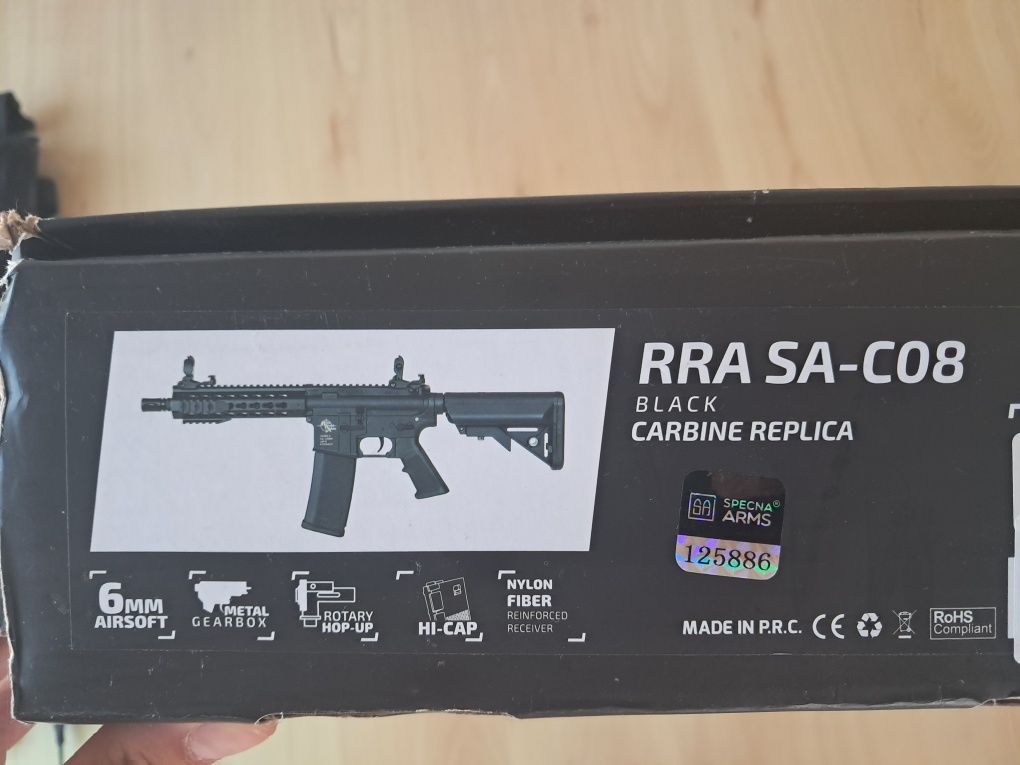 RRA SA-C08
BLACK
CARBINE REPLICA
SA SPECNA®
ARMS
125886
6MM
AIRSOFT
METAL
GEARBOX
ROTARY
HOP-UP
HI-CAP
NYLON
FIBER
REINFORCED
RECEIVER
MADE IN P.R.C. CE
RoHS
Compliant